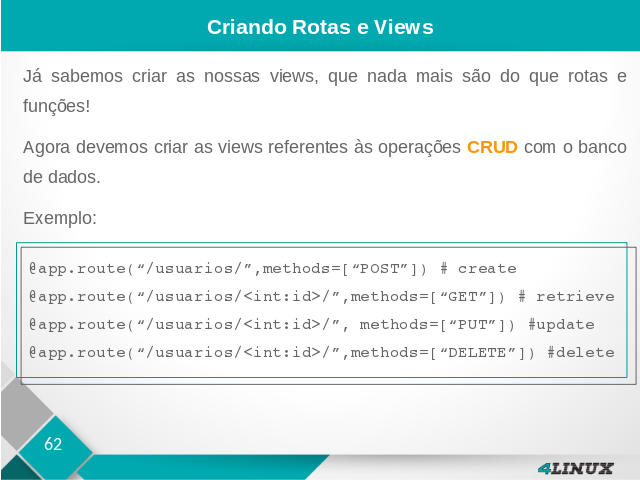 Criando Rotas e Views
Já sabemos criar as nossas views, que nada mais são do que rotas e
funções!
Agora devemos criar as views referentes às operações CRUD com o banco
de dados.
Exemplo:
@app.route(“/usuarios/”,methods=[“POST”]) # create
@app.route(“/usuarios/<int:id>/”,methods=[“GET”]) # retrieve
@app.route(“/usuarios/<int:id>/”, methods=[“PUT”]) #update
@app.route(“/usuarios/<int:id>/”,methods=[“DELETE”]) #delete
62
4LINUX